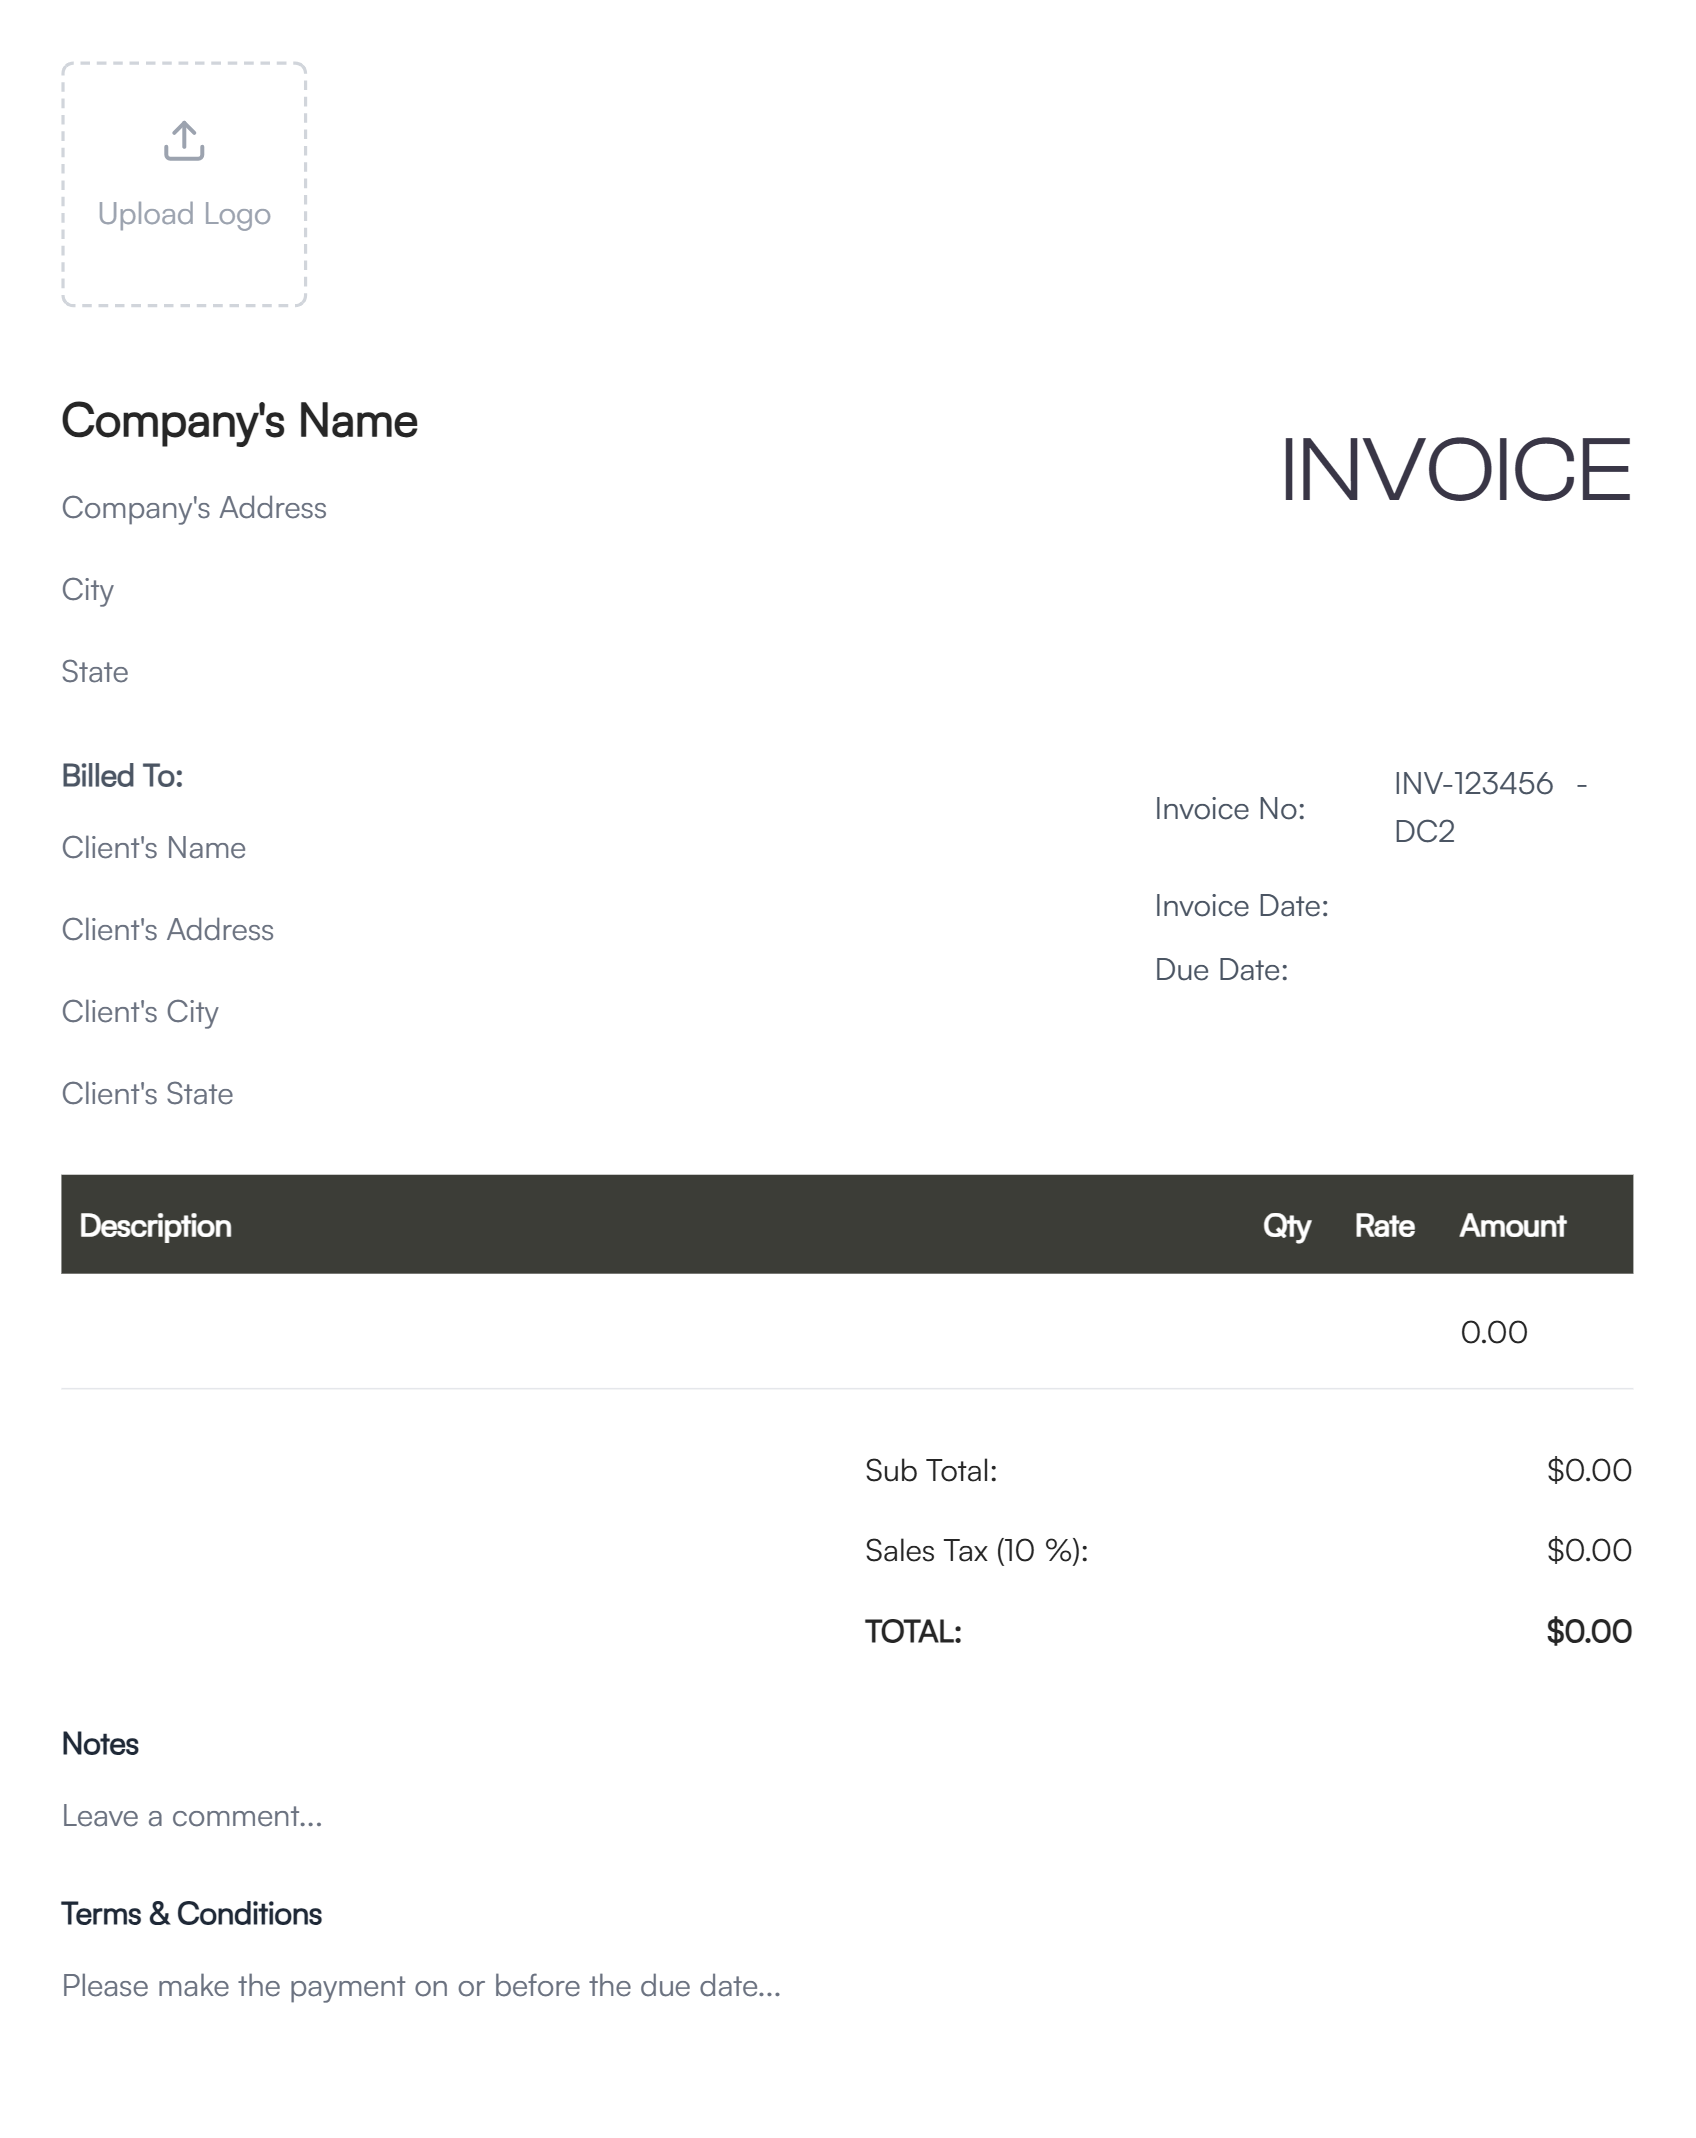 Upload Logo
Company's Name
INVOICE
Company's Address
City
State
Billed To:
Client's Name
Client's Address
Client's City
Client's State
Invoice No:
INV-123456 -
DC2
Invoice Date:
Due Date:
Description Qty Rate Amount
0.00
Sub Total: $0.00
Sales Tax (10 %): $0.00
TOTAL: $0.00
Notes
Leave a comment...
Terms & Conditions
Please make the payment on or before the due date...